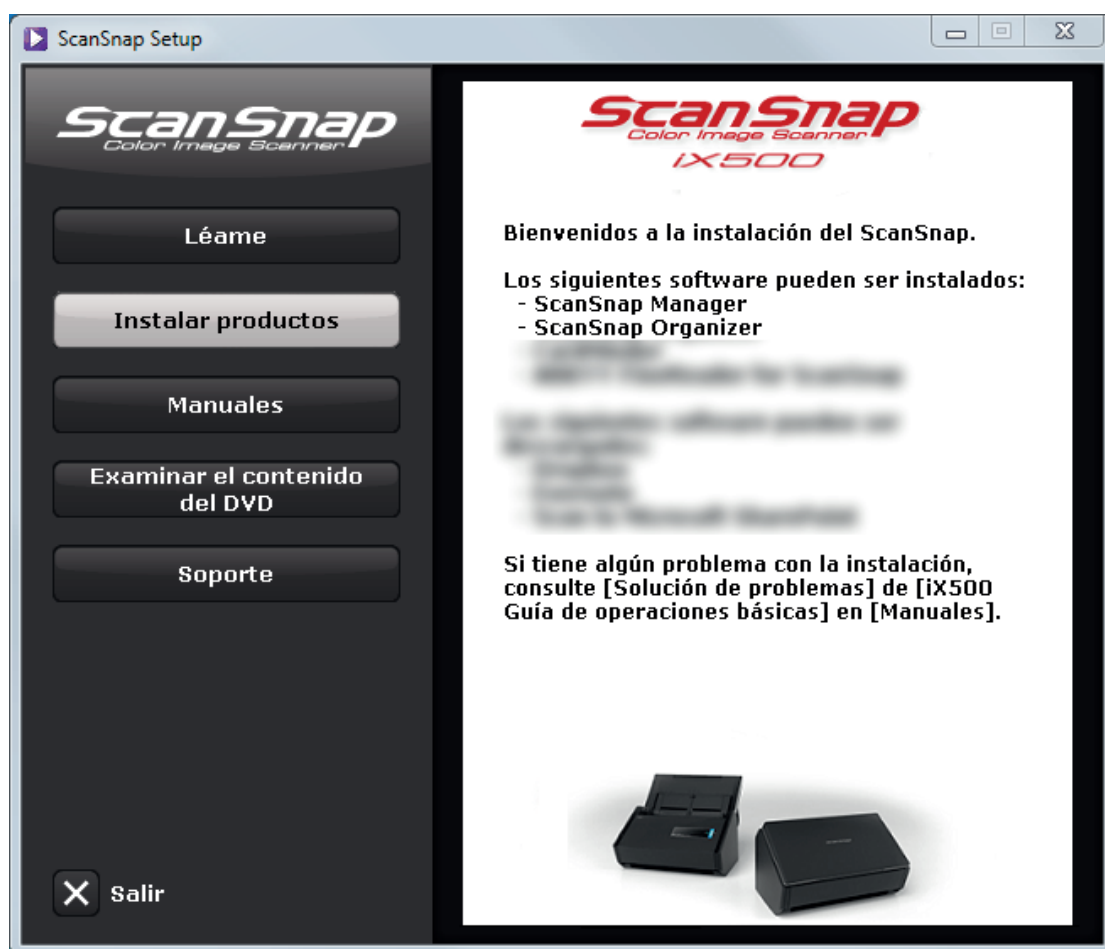 ScanSnap Setup
ScanSnap
Color Image Scanner
Léame
Instalar productos
Manuales
Examinar el contenido
del DVD
Soporte
Salir
ScanSnap
Color Image Scanner
iX500
Bienvenidos a la instalación del ScanSnap.
Los siguientes software pueden ser instalados:
- ScanSnap Manager
- ScanSnap Organizer
Si tiene algún problema con la instalación,
consulte [Solución de problemas] de [iX500
Guía de operaciones básicas] en [Manuales].